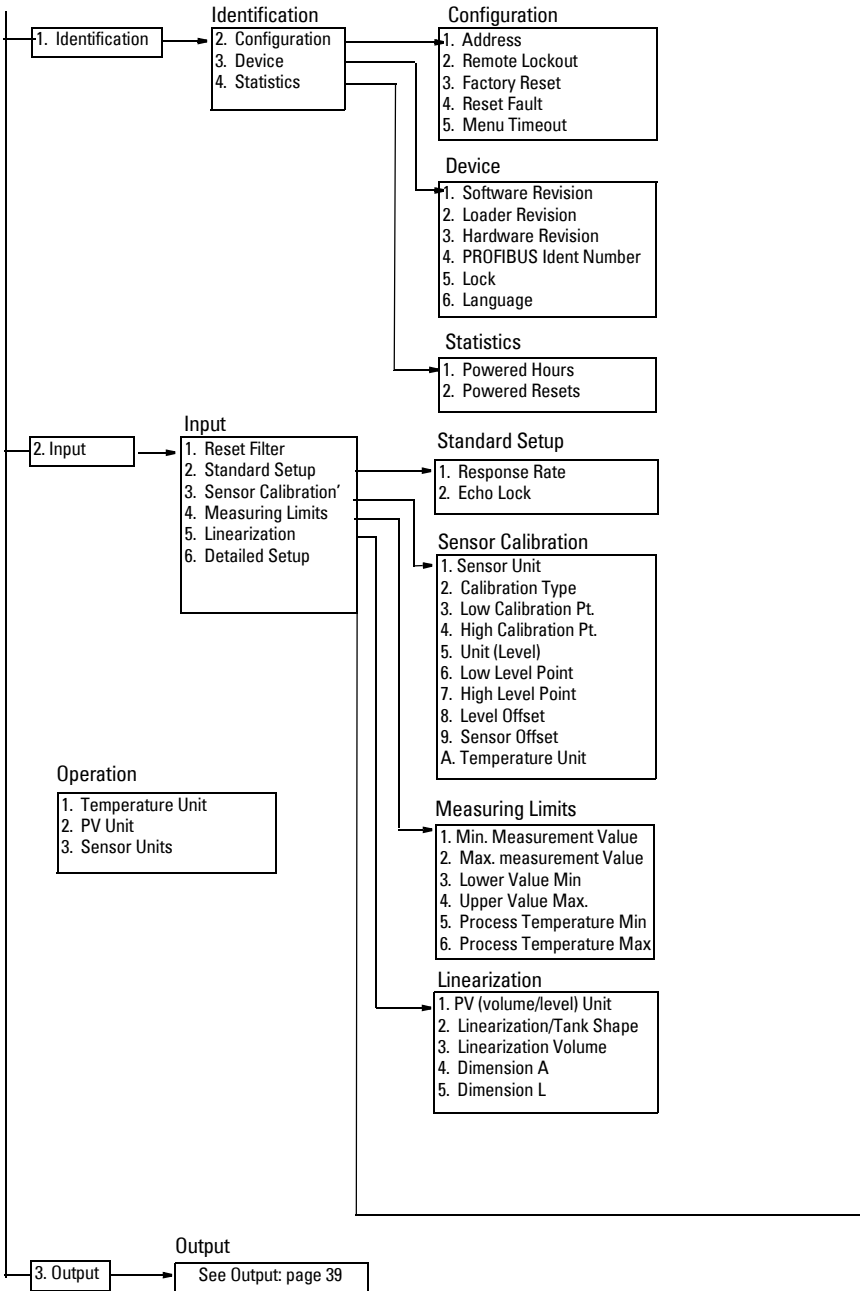 Identification
1. Identification
2. Configuration
3. Device
4. Statistics
Configuration
1. Address
2. Remote Lockout
3. Factory Reset
4. Reset Fault
5. Menu Timeout
Device
1. Software Revision
2. Loader Revision
3. Hardware Revision
4. PROFIBUS Ident Number
5. Lock
6. Language
Statistics
1. Powered Hours
2. Powered Resets
Input
2. Input
1. Reset Filter
2. Standard Setup
3. Sensor Calibration′
4. Measuring Limits
5. Linearization
6. Detailed Setup
Standard Setup
1. Response Rate
2. Echo Lock
Sensor Calibration
1. Sensor Unit
2. Calibration Type
3. Low Calibration Pt.
4. High Calibration Pt.
5. Unit (Level)
6. Low Level Point
7. High Level Point
8. Level Offset
9. Sensor Offset
A. Temperature Unit
Operation
1. Temperature Unit
2. PV Unit
3. Sensor Units
Measuring Limits
1. Min. Measurement Value
2. Max. measurement Value
3. Lower Value Min
4. Upper Value Max.
5. Process Temperature Min
6. Process Temperature Max
Linearization
1. PV (volume/level) Unit
2. Linearization/Tank Shape
3. Linearization Volume
4. Dimension A
5. Dimension L
Output
3. Output
See Output: page 39